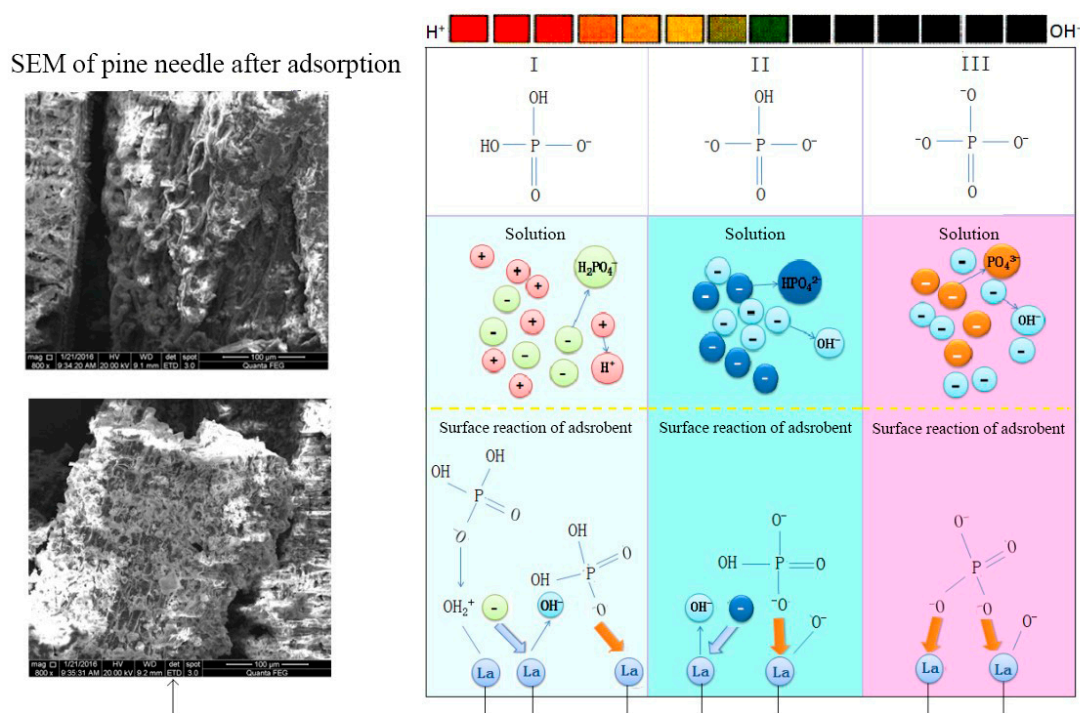 H⁺
OH⁻
SEM of pine needle after adsorption
mag 1/21/2016 HV WD det spot
800 x 9:34:20 AM 20.00 kV 9.1 mm ETD 3.0
100 µm
Quanta FEG
mag 1/21/2016 HV WD det spot
800 x 9:35:31 AM 20.00 kV 9.2 mm ETD 3.0
100 µm
Quanta FEG
I
OH
HO P O⁻
O
II
OH
⁻O P O⁻
O
III
⁻O
⁻O P O⁻
O
Solution
+
-
H₂PO₄⁻
H⁺
Solution
-
HPO₄²⁻
OH⁻
Solution
-
PO₄³⁻
OH⁻
Surface reaction of adsrobent
OH OH
P
O
⁻O
OH
P O
OH
⁻O
OH₂⁺ - OH⁻
La La La
Surface reaction of adsrobent
O⁻
OH P O
⁻O
OH⁻ - O⁻
La La
Surface reaction of adsrobent
O⁻
O
P
⁻O ⁻O
O⁻
La La